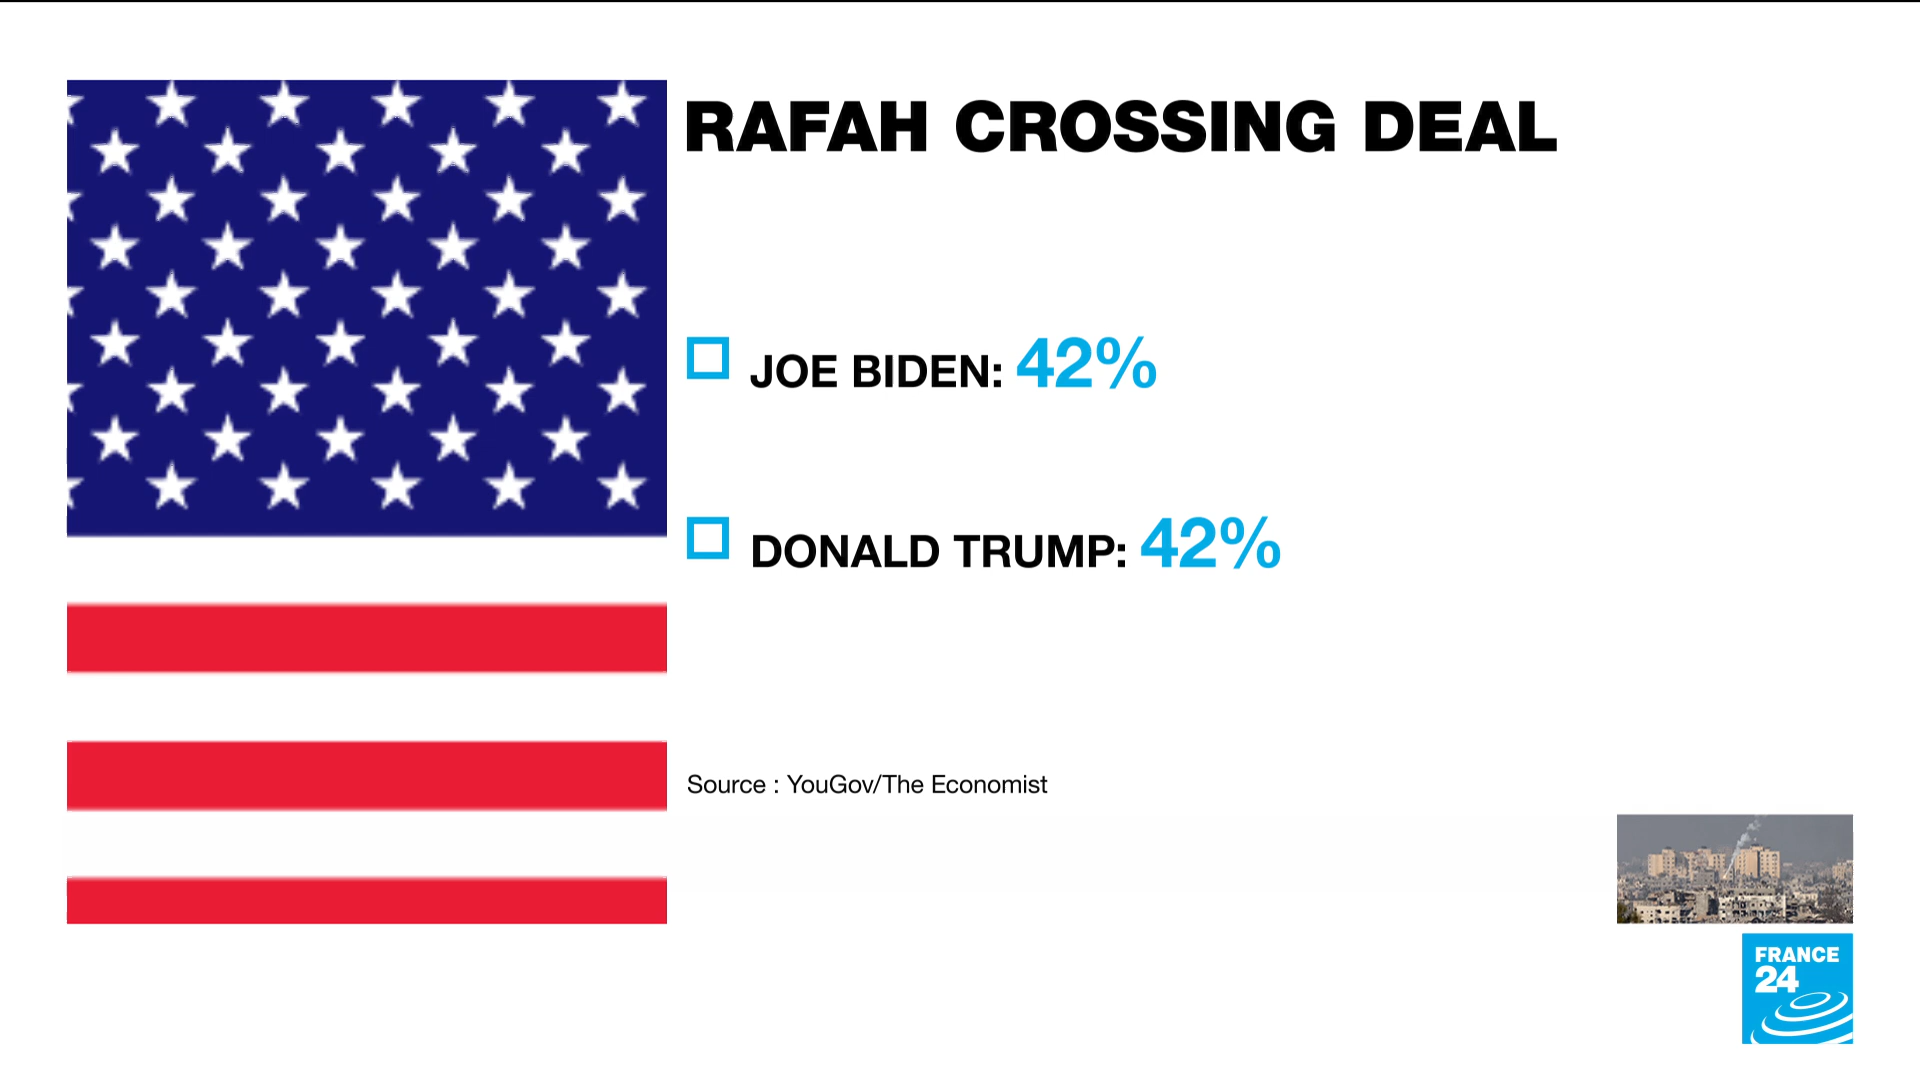 RAFAH CROSSING DEAL
JOE BIDEN: 42%
DONALD TRUMP: 42%
Source : YouGov/The Economist
FRANCE
24